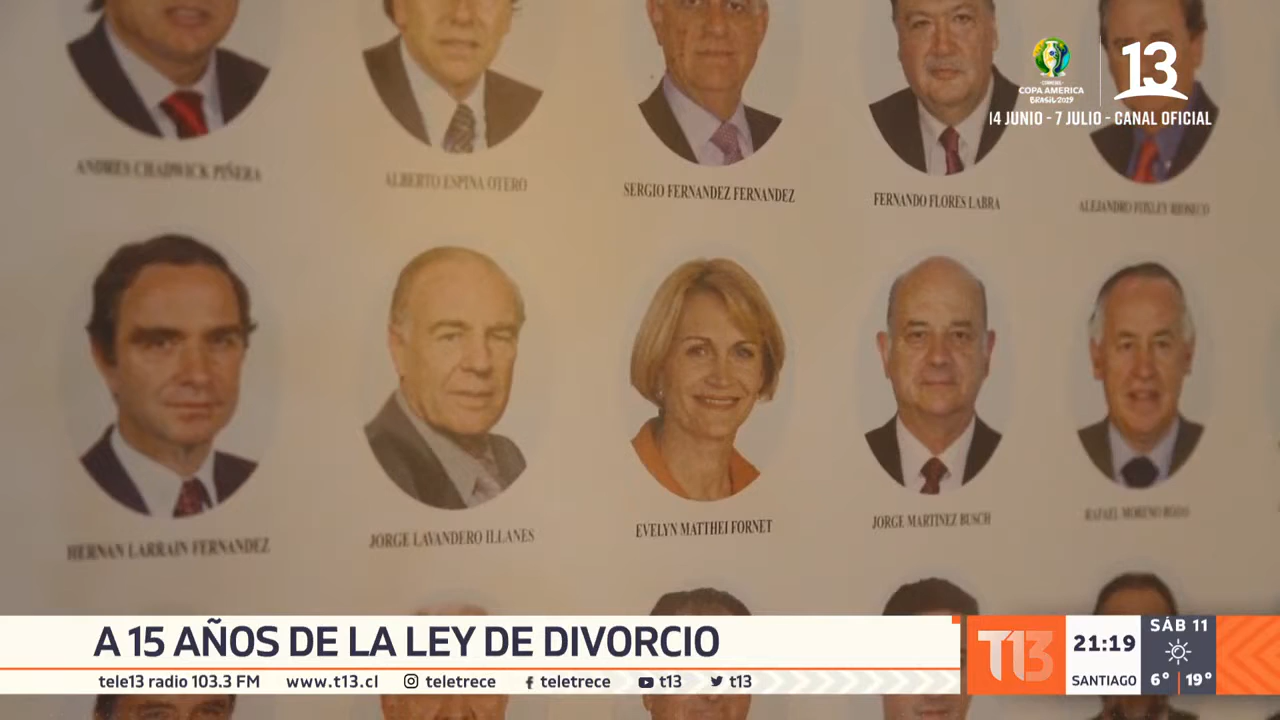 COPA AMERICA
BRASIL 2019
13
14 JUNIO - 7 JULIO - CANAL OFICIAL
ANDRES CHADWICK PIÑERA
ALBERTO ESPINA OTERO
SERGIO FERNANDEZ FERNANDEZ
FERNANDO FLORES LABRA
ALEJANDRO FOXLEY RIOSECO
HERNAN LARRAIN FERNANDEZ
JORGE LAVANDERO ILLANES
EVELYN MATTHEI FORNET
JORGE MARTINEZ BUSCH
RAFAEL MORENO ROJAS
A 15 AÑOS DE LA LEY DE DIVORCIO
tele13 radio 103.3 FM www.t13.cl teletrece teletrece t13 t13
T13
21:19
SANTIAGO
SÁB 11
6° 19°